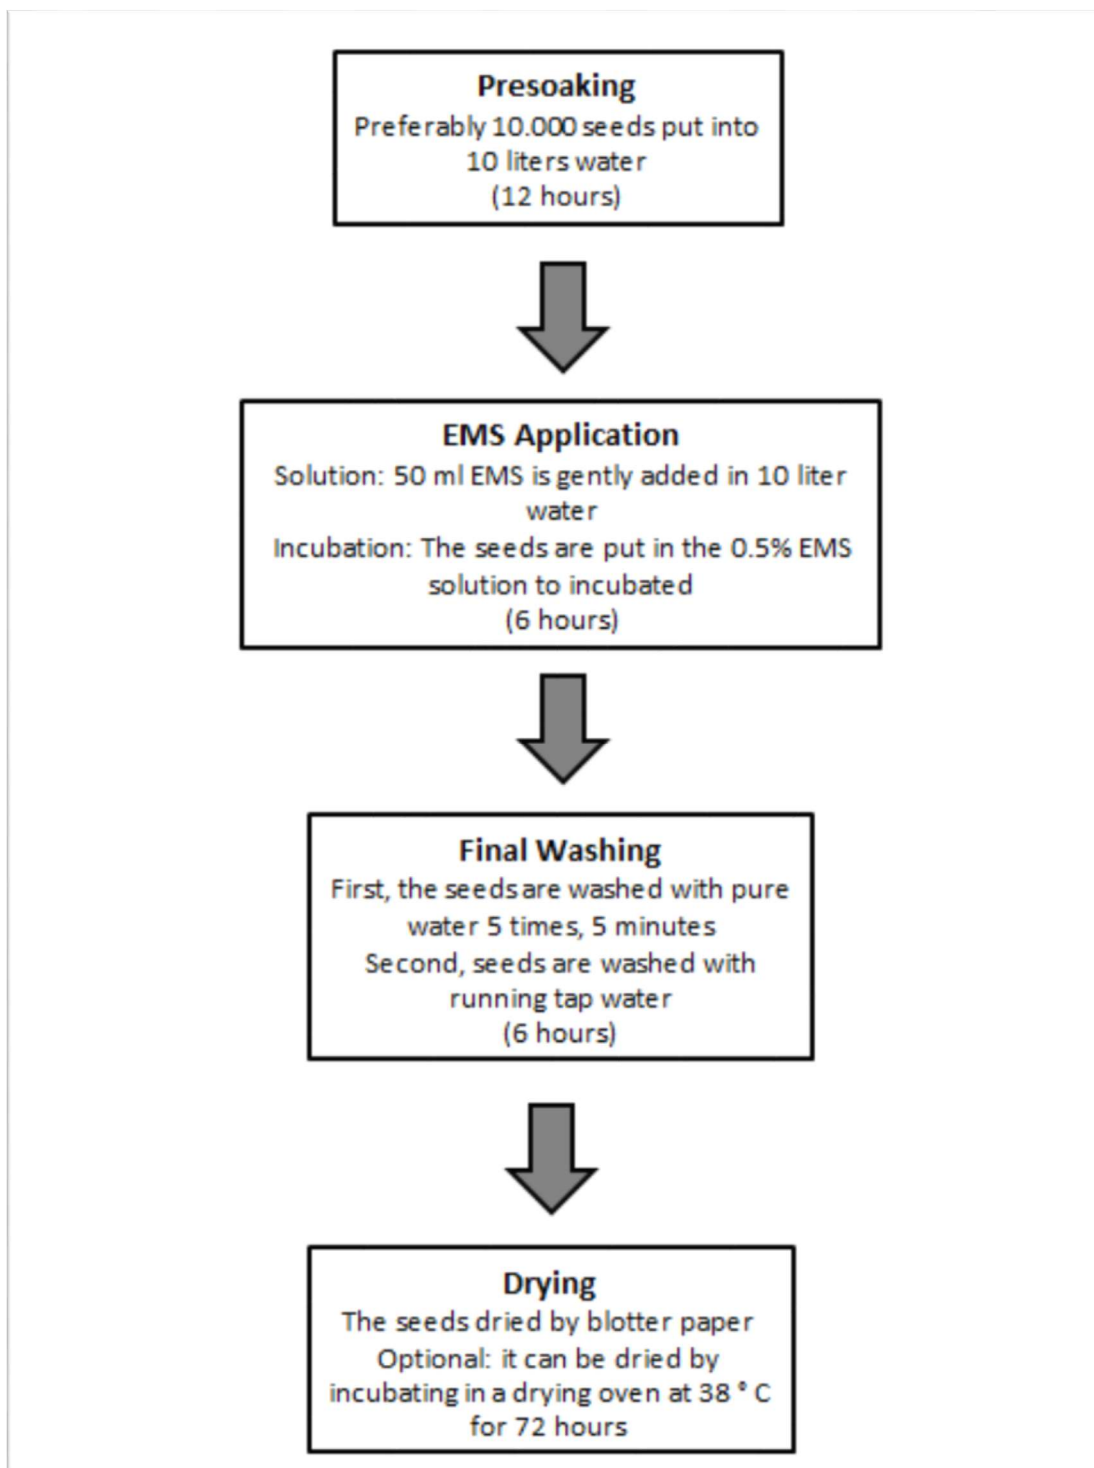 Presoaking
Preferably 10.000 seeds put into
10 liters water
(12 hours)
EMS Application
Solution: 50 ml EMS is gently added in 10 liter
water
Incubation: The seeds are put in the 0.5% EMS
solution to incubated
(6 hours)
Final Washing
First, the seeds are washed with pure
water 5 times, 5 minutes
Second, seeds are washed with
running tap water
(6 hours)
Drying
The seeds dried by blotter paper
Optional: it can be dried by
incubating in a drying oven at 38 ° C
for 72 hours